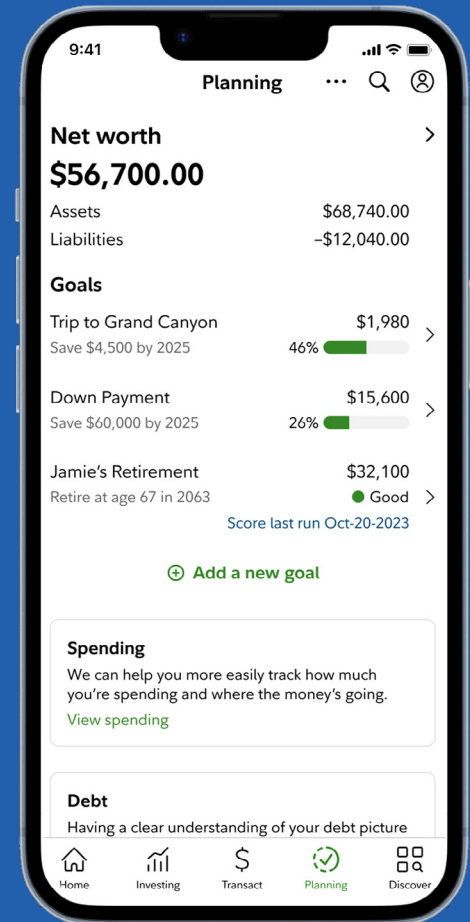 9:41
Planning
Net worth
$56,700.00
Assets $68,740.00
Liabilities –$12,040.00
Goals
Trip to Grand Canyon $1,980
Save $4,500 by 2025 46%
Down Payment $15,600
Save $60,000 by 2025 26%
Jamie’s Retirement $32,100
Retire at age 67 in 2063 Good
Score last run Oct-20-2023
Add a new goal
Spending
We can help you more easily track how much
you’re spending and where the money’s going.
View spending
Debt
Having a clear understanding of your debt picture
Home Investing Transact Planning Discover